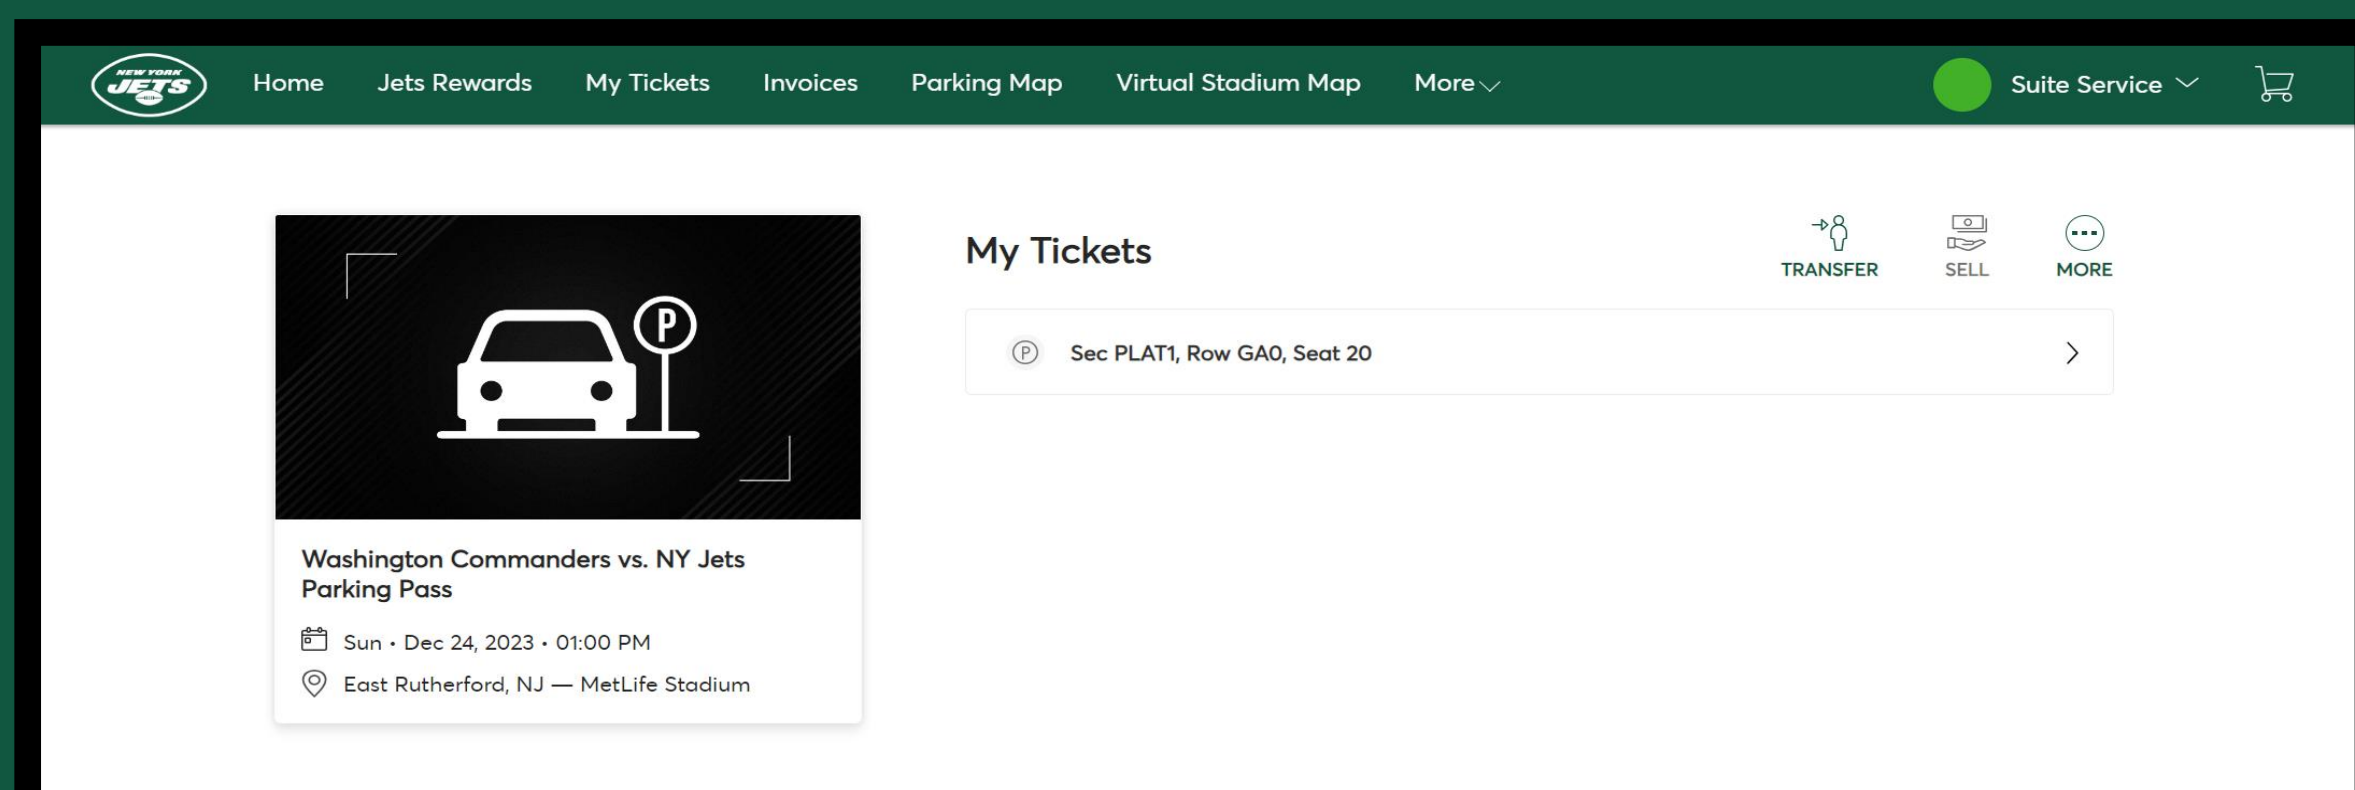 NEW YORK
JETS
Home Jets Rewards My Tickets Invoices Parking Map Virtual Stadium Map More Suite Service
My Tickets
TRANSFER SELL MORE
P
P Sec PLAT1, Row GA0, Seat 20
Washington Commanders vs. NY Jets
Parking Pass
Sun • Dec 24, 2023 • 01:00 PM
East Rutherford, NJ — MetLife Stadium